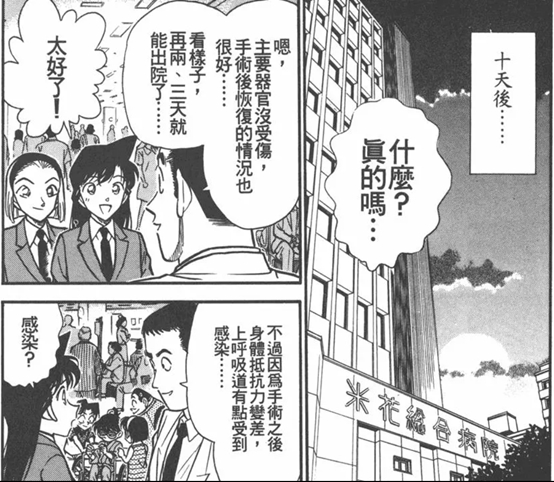 十天後……
什麼？
眞的嗎…
米花綜合病院
嗯，
主要器官沒受傷，
手術後恢復的情況也
很好……
看樣子，
再兩、三天就
能出院了……
太好了！
不過因爲手術之後
身體抵抗力變差，
上呼吸道有點受到
感染……
感染？